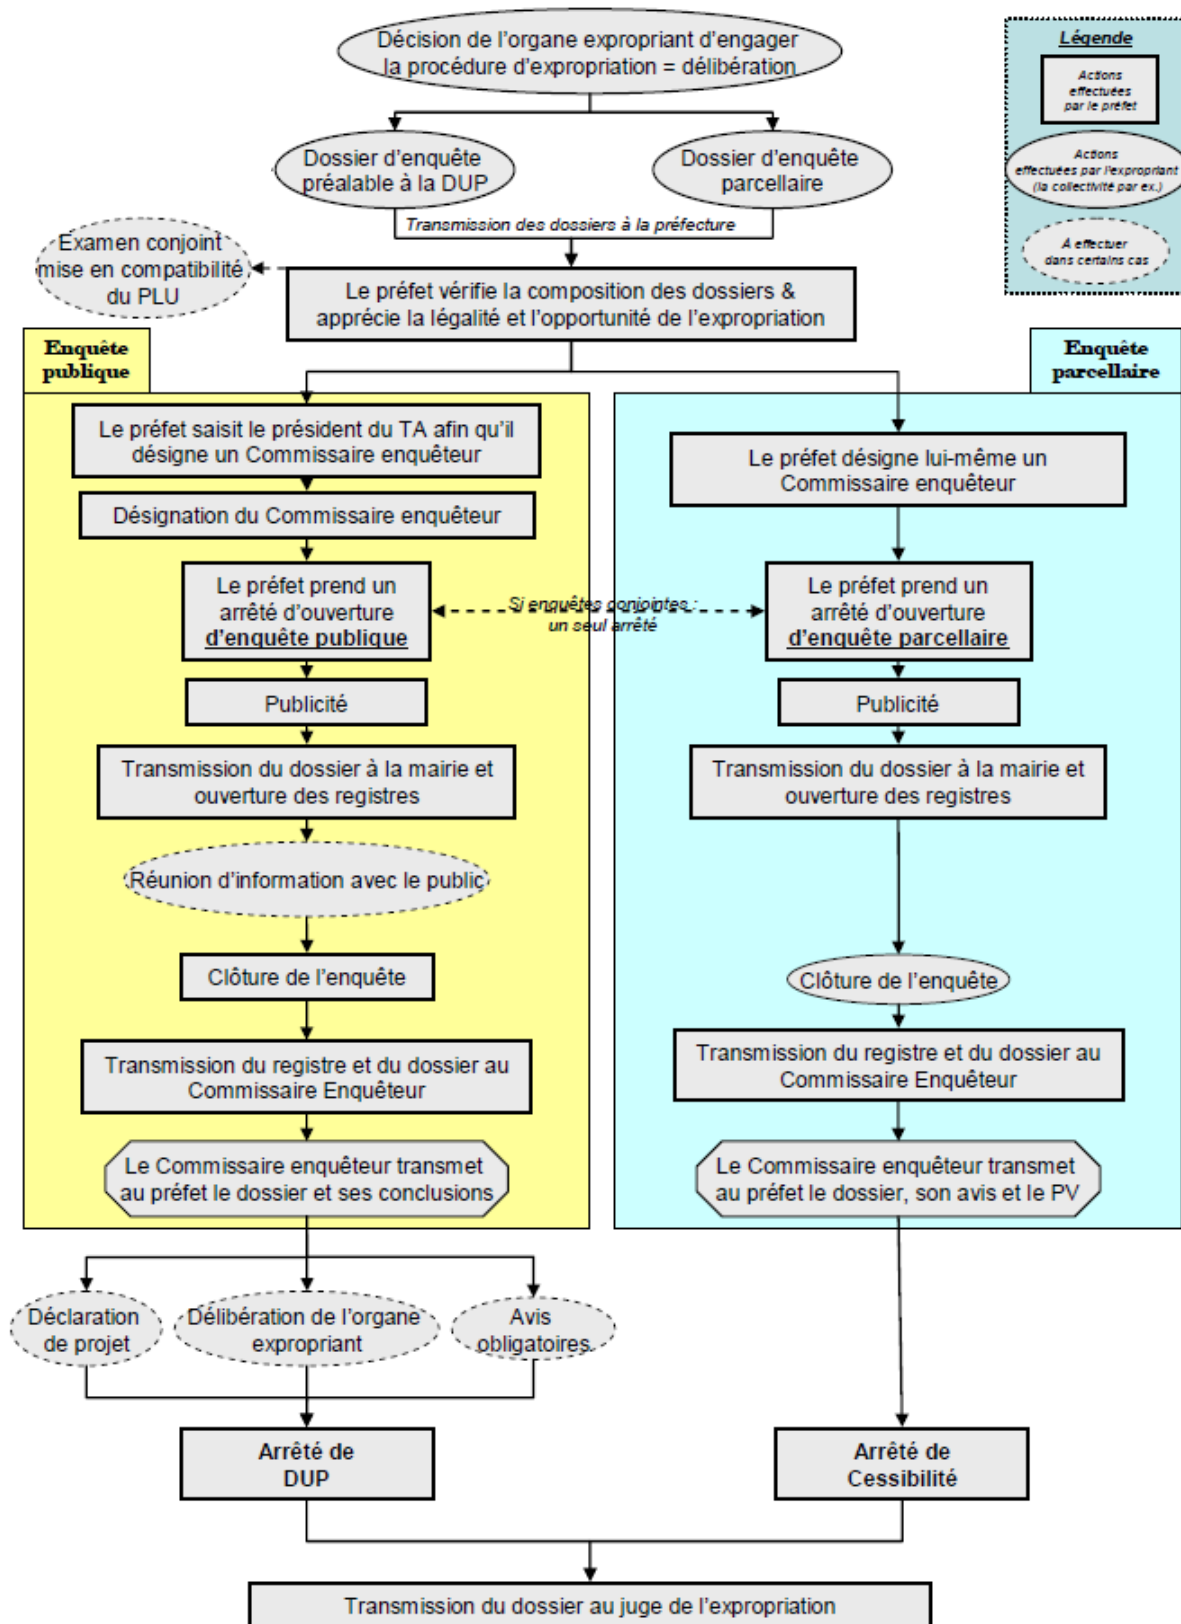 Décision de l'organe expropriant d'engager
la procédure d'expropriation = délibération
Légende
Actions
effectuées
par le préfet
Actions
effectuées par l'expropriant
(la collectivité par ex.)
A effectuer
dans certains cas
Dossier d'enquête
préalable à la DUP
Dossier d'enquête
parcellaire
Transmission des dossiers à la préfecture
Examen conjoint
mise en compatibilité
du PLU
Le préfet vérifie la composition des dossiers &
apprécie la légalité et l'opportunité de l'expropriation
Enquête
publique
Enquête
parcellaire
Le préfet saisit le président du TA afin qu'il
désigne un Commissaire enquêteur
Le préfet désigne lui-même un
Commissaire enquêteur
Désignation du Commissaire enquêteur
Le préfet prend un
arrêté d'ouverture
d'enquête publique
Si enquêtes conjointes :
un seul arrêté
Le préfet prend un
arrêté d'ouverture
d'enquête parcellaire
Publicité
Publicité
Transmission du dossier à la mairie et
ouverture des registres
Transmission du dossier à la mairie et
ouverture des registres
Réunion d'information avec le public
Clôture de l'enquête
Clôture de l'enquête
Transmission du registre et du dossier au
Commissaire Enquêteur
Transmission du registre et du dossier au
Commissaire Enquêteur
Le Commissaire enquêteur transmet
au préfet le dossier et ses conclusions
Le Commissaire enquêteur transmet
au préfet le dossier, son avis et le PV
Déclaration
de projet
Délibération de l'organe
expropriant
Avis
obligatoires
Arrêté de
DUP
Arrêté de
Cessibilité
Transmission du dossier au juge de l'expropriation